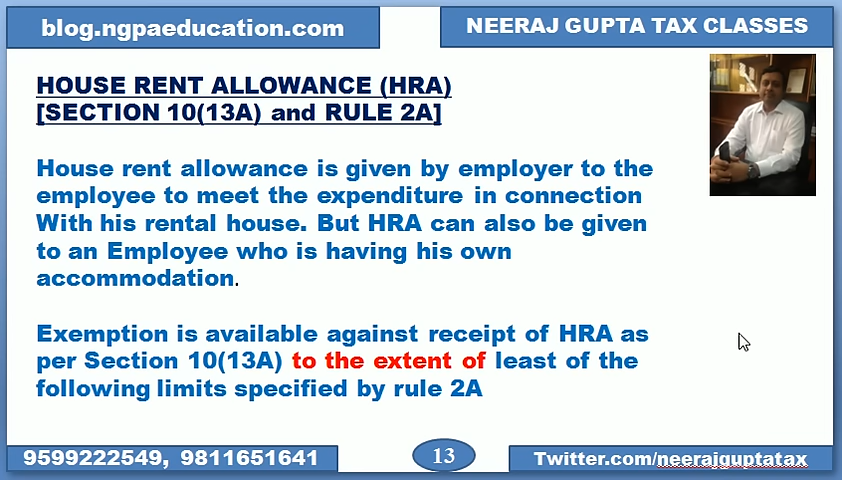 blog.ngpaeducation.com
NEERAJ GUPTA TAX CLASSES
HOUSE RENT ALLOWANCE (HRA)
[SECTION 10(13A) and RULE 2A]
House rent allowance is given by employer to the
employee to meet the expenditure in connection
With his rental house. But HRA can also be given
to an Employee who is having his own
accommodation.
Exemption is available against receipt of HRA as
per Section 10(13A) to the extent of least of the
following limits specified by rule 2A
9599222549, 9811651641
13
Twitter.com/neerajguptatax